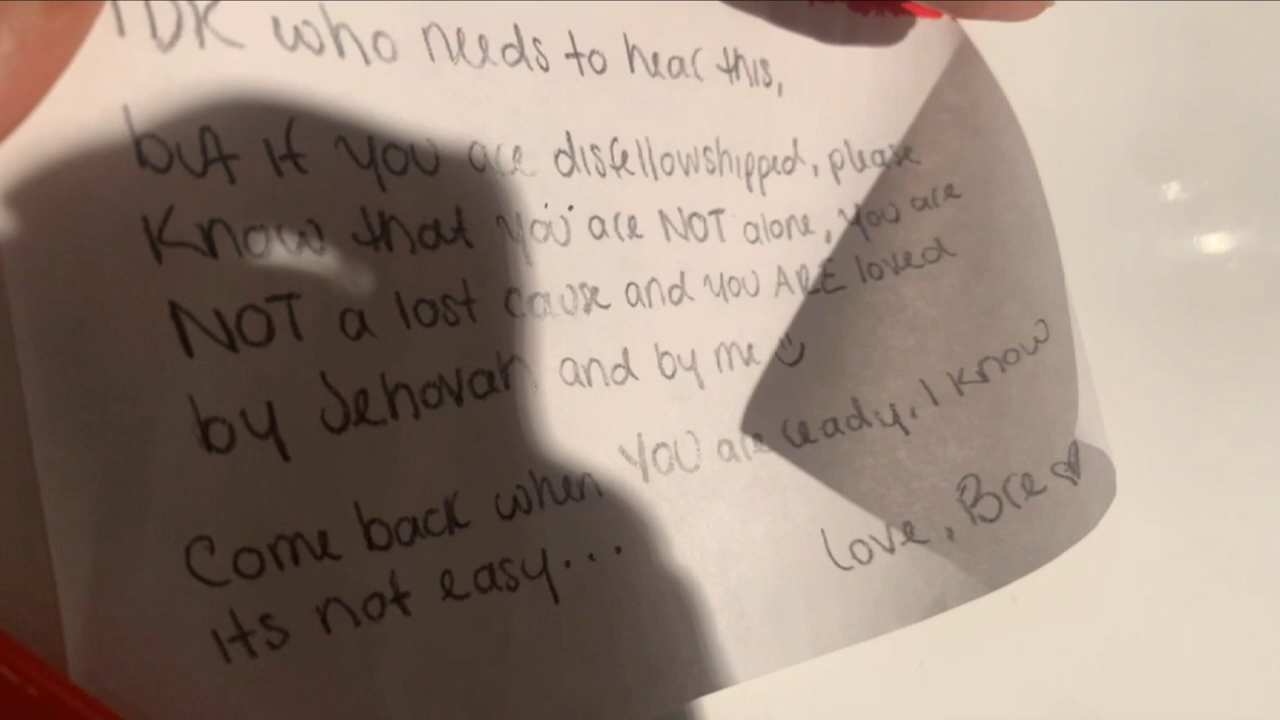 IDK who needs to hear this,
but if you are disfellowshipped, please
Know that you are NOT alone, you are
NOT a lost cause and you ARE loved
by Jehovah and by me
Come back when you are ready, I know
its not easy...
Love, Bre